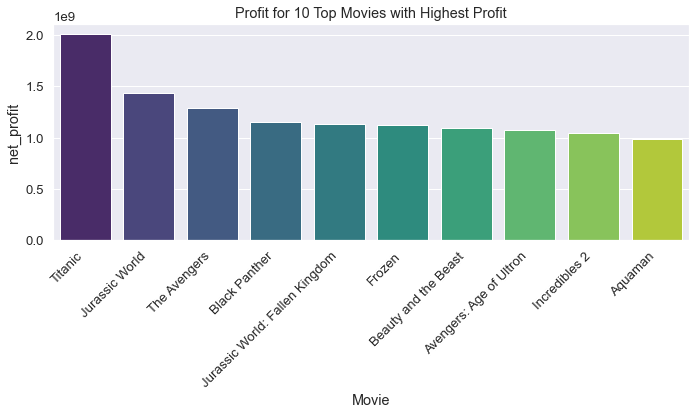 Profit for 10 Top Movies with Highest Profit
1e9
2.0
1.5
1.0
0.5
0.0
net_profit
Titanic
Jurassic World
The Avengers
Black Panther
Jurassic World: Fallen Kingdom
Frozen
Beauty and the Beast
Avengers: Age of Ultron
Incredibles 2
Aquaman
Movie